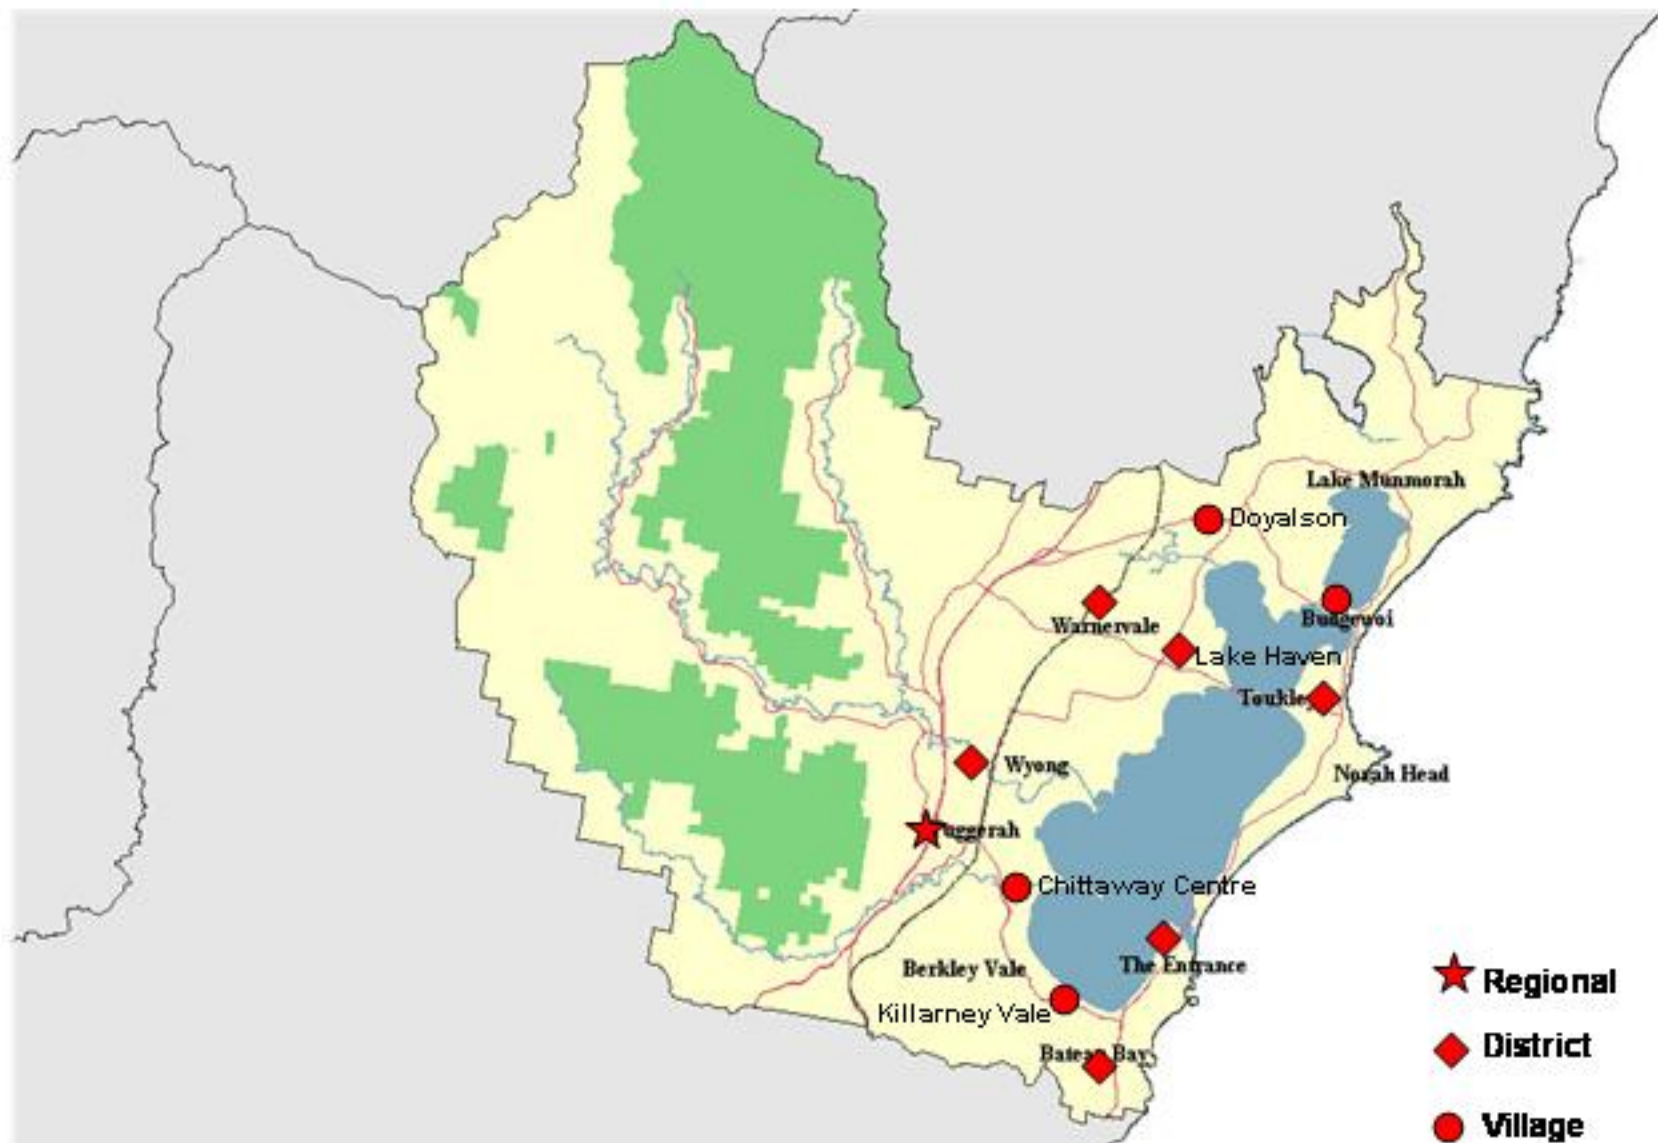 Lake Munmorah
Doyalson
Budgewoi
Warnervale
Lake Haven
Toukley
Wyong
Norah Head
Tuggerah
Chittaway Centre
The Entrance
Berkley Vale
Killarney Vale
Bateau Bay
Regional
District
Village